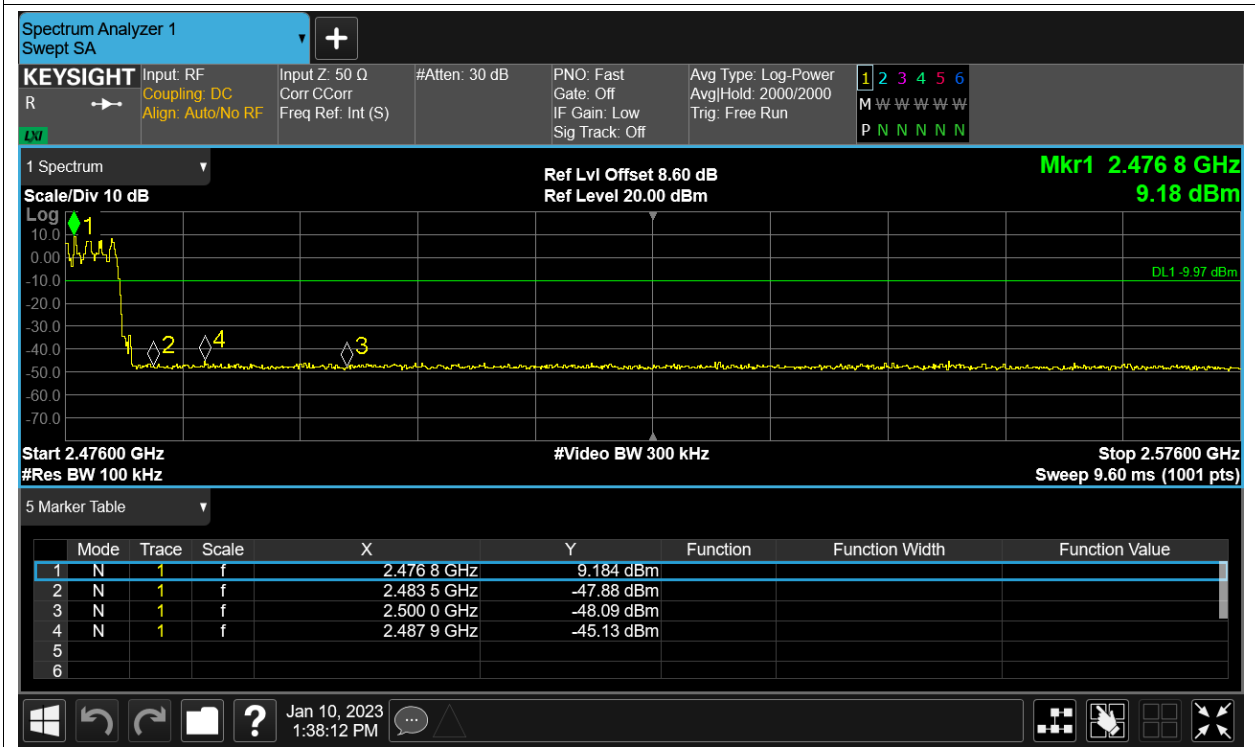 Spectrum Analyzer 1
Swept SA
KEYSIGHT
R
LXI
Input: RF
Coupling: DC
Align: Auto/No RF
Input Z: 50 Ω
Corr CCorr
Freq Ref: Int (S)
#Atten: 30 dB
PNO: Fast
Gate: Off
IF Gain: Low
Sig Track: Off
Avg Type: Log-Power
Avg|Hold: 2000/2000
Trig: Free Run
1 2 3 4 5 6
M W W W W W
P N N N N N
1 Spectrum
Scale/Div 10 dB
Ref Lvl Offset 8.60 dB
Ref Level 20.00 dBm
Mkr1 2.476 8 GHz
9.18 dBm
Log
10.0
0.00
-10.0
-20.0
-30.0
-40.0
-50.0
-60.0
-70.0
1
2
4
3
DL1 -9.97 dBm
Start 2.47600 GHz
#Video BW 300 kHz
Stop 2.57600 GHz
#Res BW 100 kHz
Sweep 9.60 ms (1001 pts)
5 Marker Table
Mode Trace Scale X Y Function Function Width Function Value
1 N 1 f 2.476 8 GHz 9.184 dBm
2 N 1 f 2.483 5 GHz -47.88 dBm
3 N 1 f 2.500 0 GHz -48.09 dBm
4 N 1 f 2.487 9 GHz -45.13 dBm
5
6
?
Jan 10, 2023
1:38:12 PM